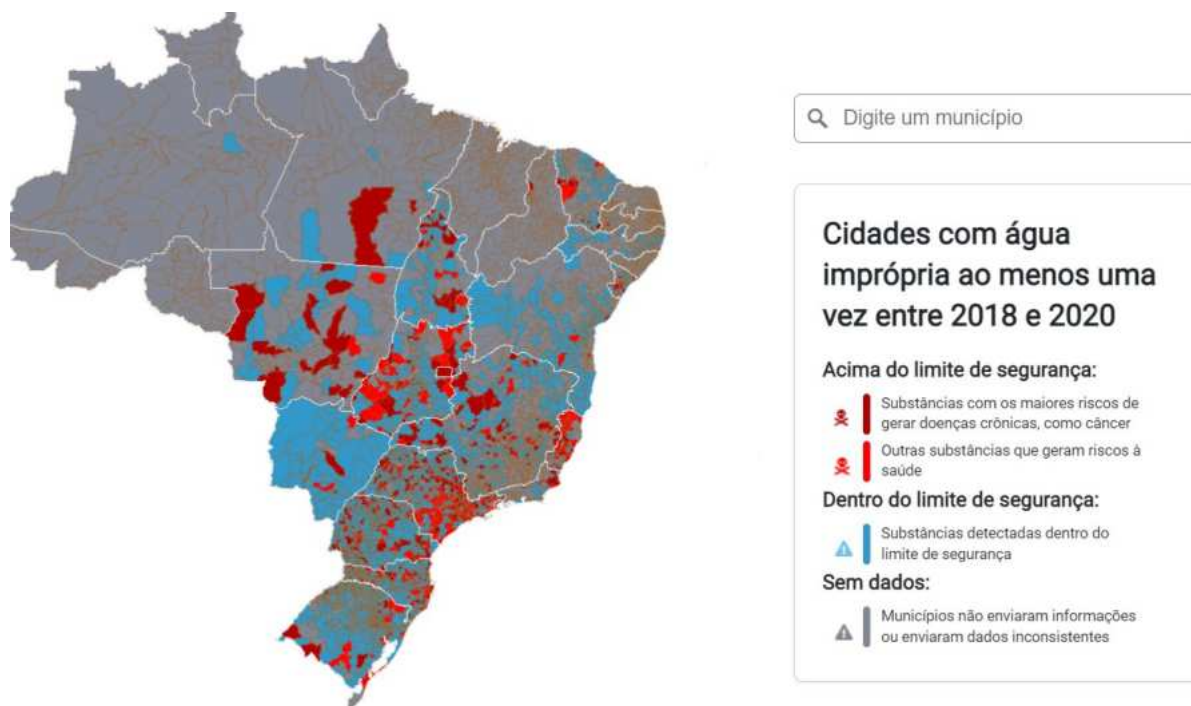 Digite um município
Cidades com água
imprópria ao menos uma
vez entre 2018 e 2020
Acima do limite de segurança:
Substâncias com os maiores riscos de
gerar doenças crônicas, como câncer
Outras substâncias que geram riscos à
saúde
Dentro do limite de segurança:
Substâncias detectadas dentro do
limite de segurança
Sem dados:
Municípios não enviaram informações
ou enviaram dados inconsistentes